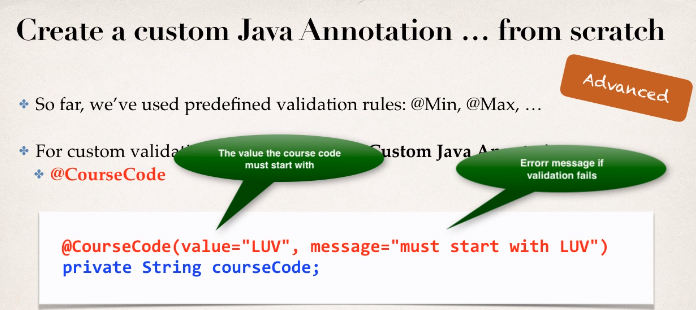 Create a custom Java Annotation … from scratch
Advanced
So far, we’ve used predefined validation rules: @Min, @Max, …
For custom Custom Java
@CourseCode
The value the course code
must start with
Errorr message if
validation fails
@CourseCode(value="LUV", message="must start with LUV")
private String courseCode;